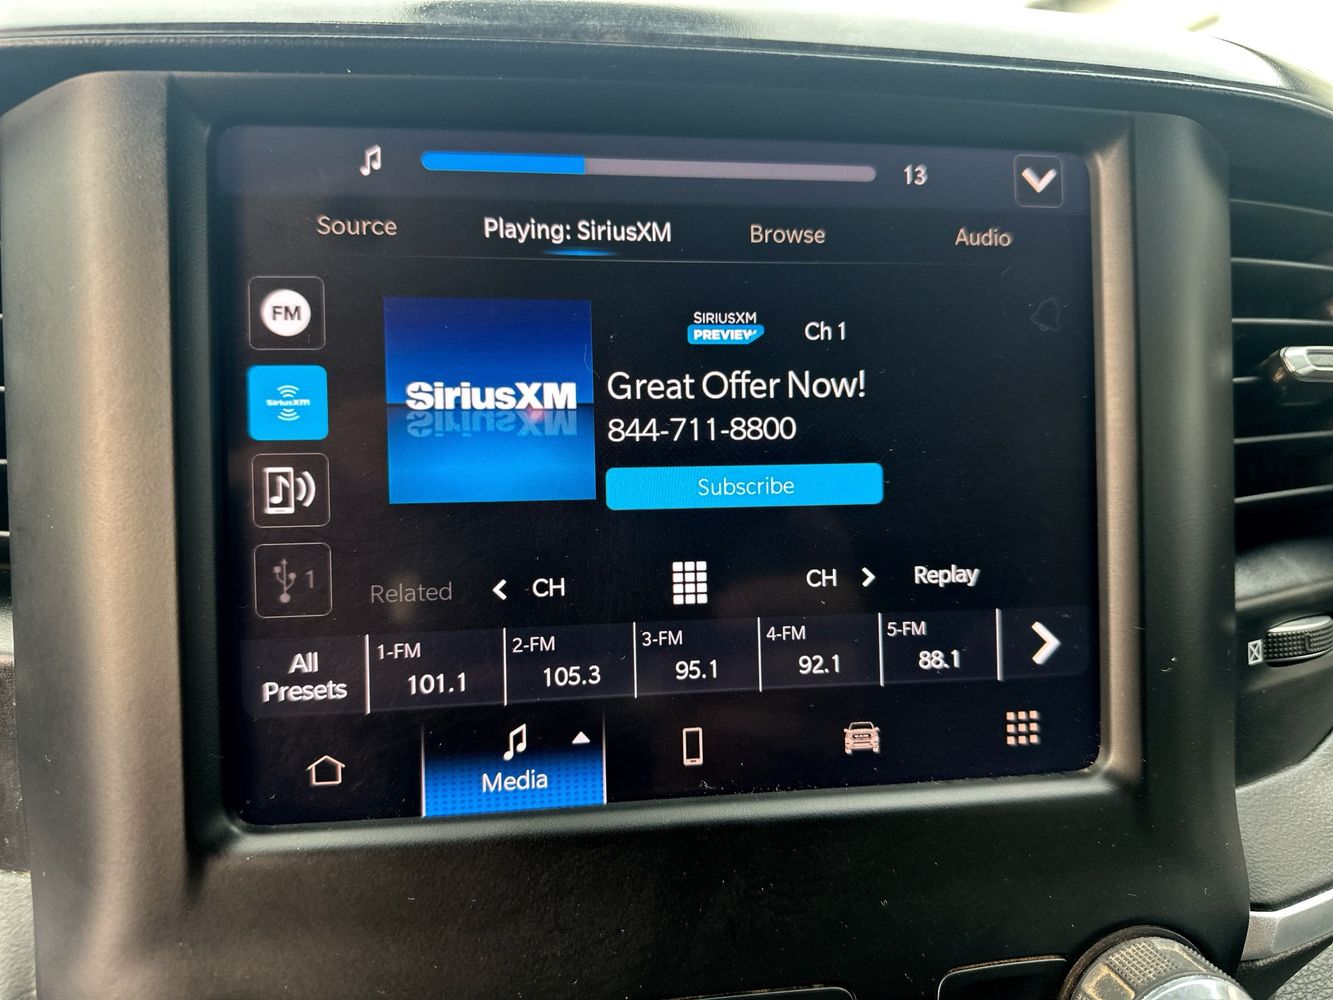 13
Source Playing: SiriusXM Browse Audio
FM
SIRIUSXM
PREVIEW
Ch 1
SiriusXM
SiriusXM
Great Offer Now!
844-711-8800
Subscribe
1
Related CH CH Replay
All
Presets
1-FM
101.1
2-FM
105.3
3-FM
95.1
4-FM
92.1
5-FM
88.1
Media